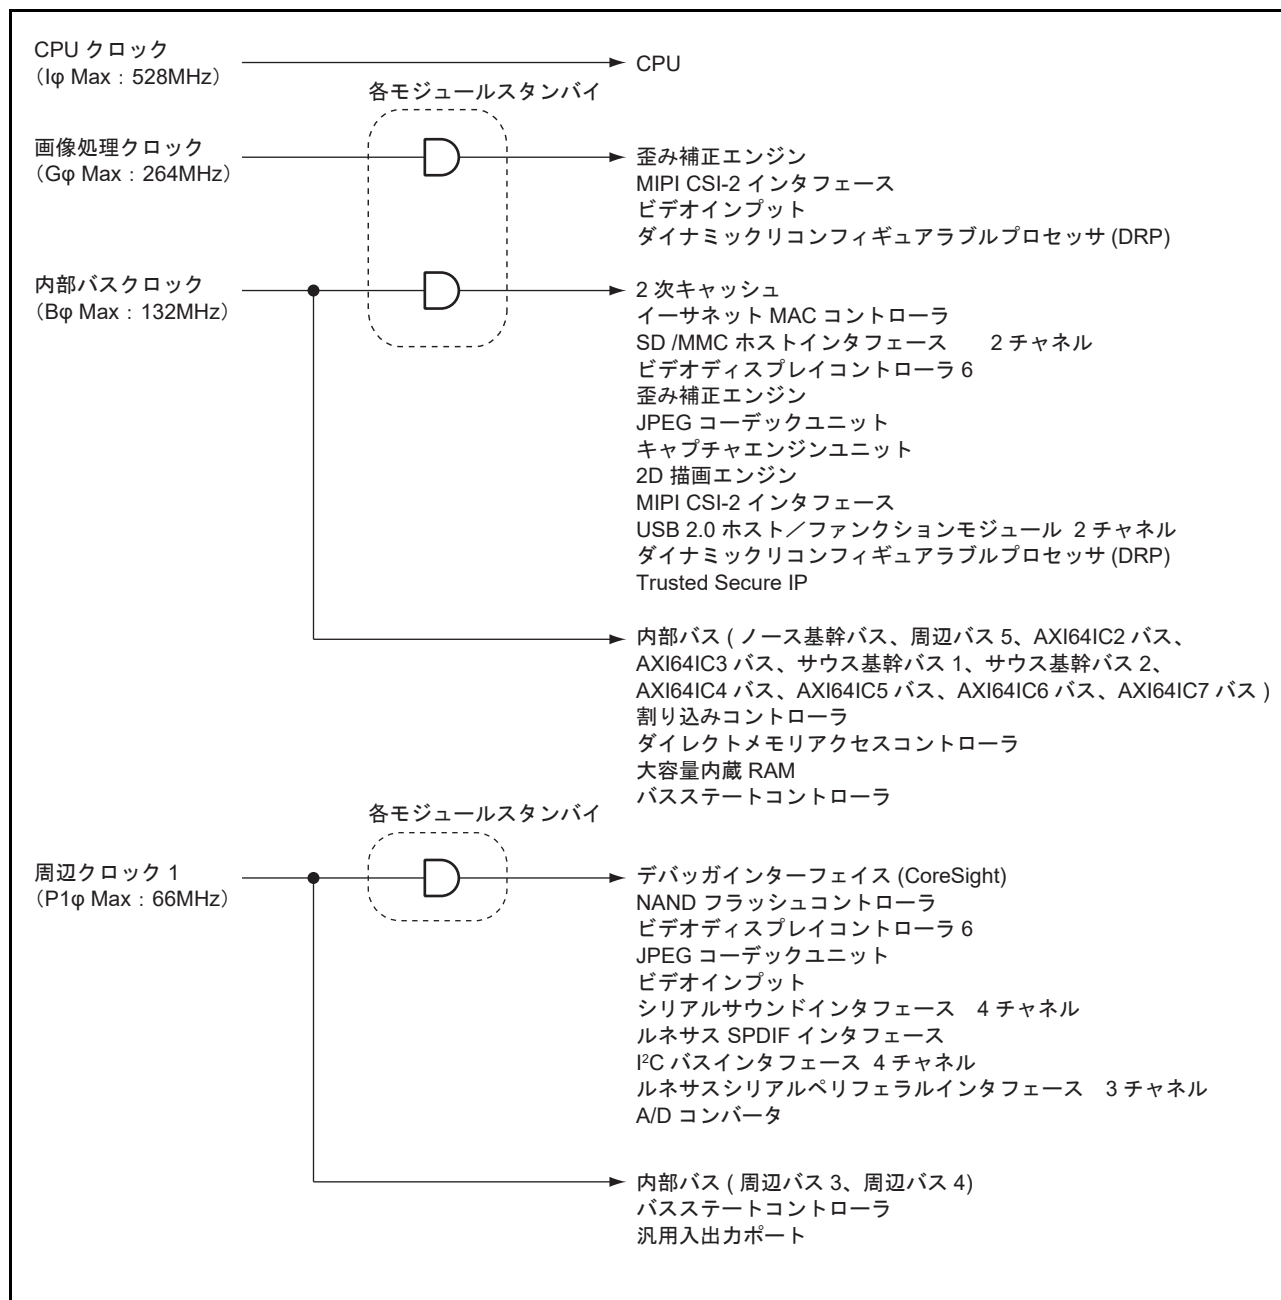 CPU クロック
（Iφ Max：528MHz）
CPU
各モジュールスタンバイ
画像処理クロック
（Gφ Max：264MHz）
歪み補正エンジン
MIPI CSI-2 インタフェース
ビデオインプット
ダイナミックリコンフィギュアラブルプロセッサ (DRP)
内部バスクロック
（Bφ Max：132MHz）
2 次キャッシュ
イーサネット MAC コントローラ
SD /MMC ホストインタフェース 2 チャネル
ビデオディスプレイコントローラ 6
歪み補正エンジン
JPEG コーデックユニット
キャプチャエンジンユニット
2D 描画エンジン
MIPI CSI-2 インタフェース
USB 2.0 ホスト／ファンクションモジュール 2 チャネル
ダイナミックリコンフィギュアラブルプロセッサ (DRP)
Trusted Secure IP
内部バス ( ノース基幹バス、周辺バス 5、AXI64IC2 バス、
AXI64IC3 バス、サウス基幹バス 1、サウス基幹バス 2、
AXI64IC4 バス、AXI64IC5 バス、AXI64IC6 バス、AXI64IC7 バス )
割り込みコントローラ
ダイレクトメモリアクセスコントローラ
大容量内蔵 RAM
バスステートコントローラ
各モジュールスタンバイ
周辺クロック 1
（P1φ Max：66MHz）
デバッガインターフェイス (CoreSight)
NAND フラッシュコントローラ
ビデオディスプレイコントローラ 6
JPEG コーデックユニット
ビデオインプット
シリアルサウンドインタフェース 4 チャネル
ルネサス SPDIF インタフェース
I²C バスインタフェース 4 チャネル
ルネサスシリアルペリフェラルインタフェース 3 チャネル
A/D コンバータ
内部バス ( 周辺バス 3、周辺バス 4)
バスステートコントローラ
汎用入出力ポート